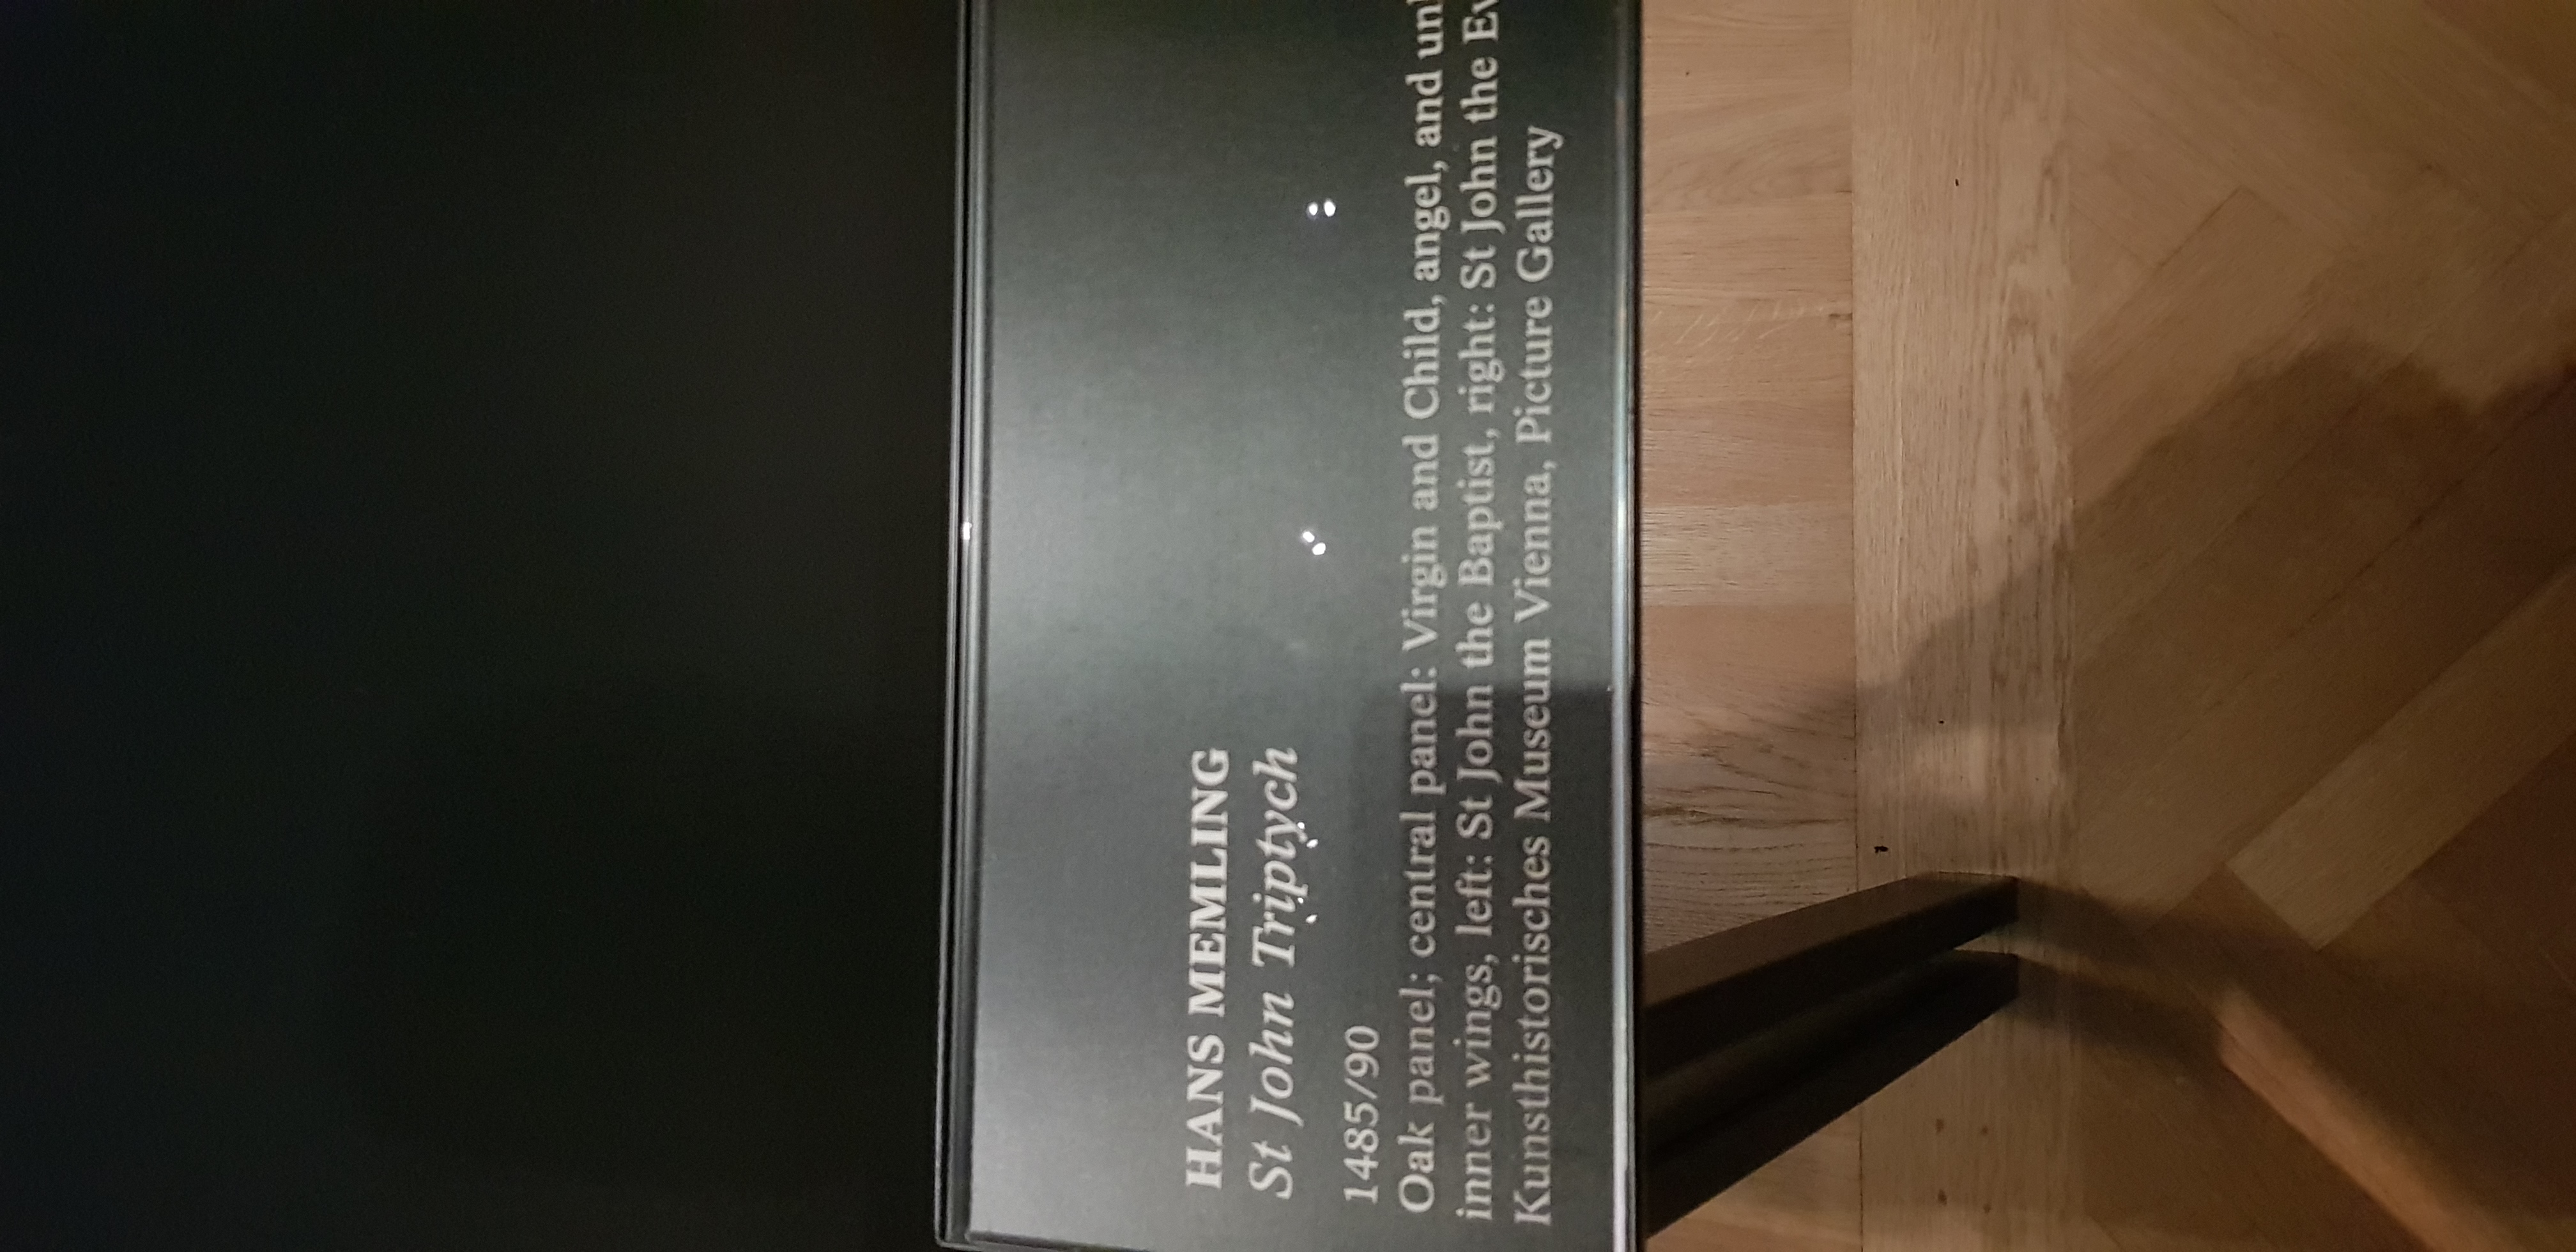 HANS MEMLING
St John Triptych
1485/90
Oak panel; central panel: Virgin and Child, angel, and
inner wings, left: St John the Baptist, right: St John the
Kunsthistorisches Museum Vienna, Picture Gallery